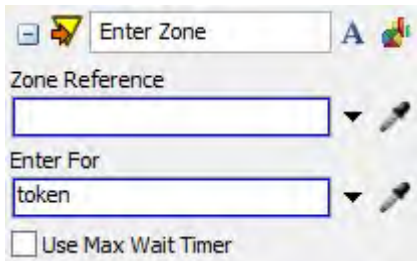 Enter Zone A
Zone Reference
Enter For
token
Use Max Wait Timer